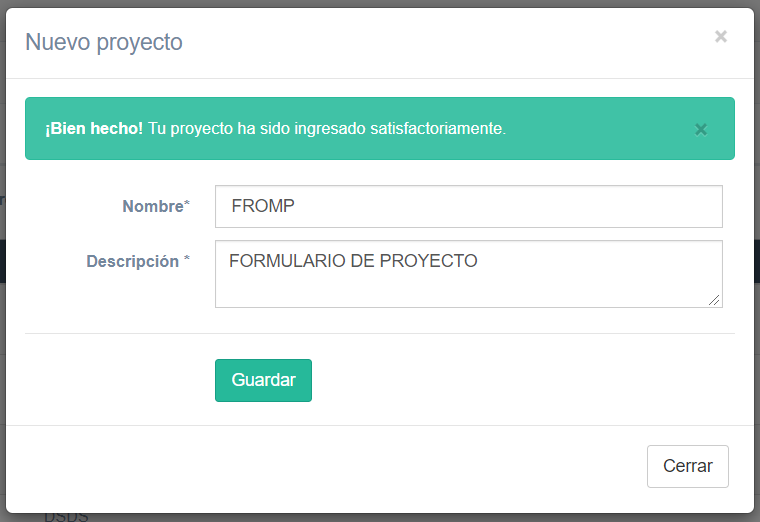 Nuevo proyecto
×
¡Bien hecho! Tu proyecto ha sido ingresado satisfactoriamente.
×
Nombre* FROMP
Descripción * FORMULARIO DE PROYECTO
Guardar
Cerrar